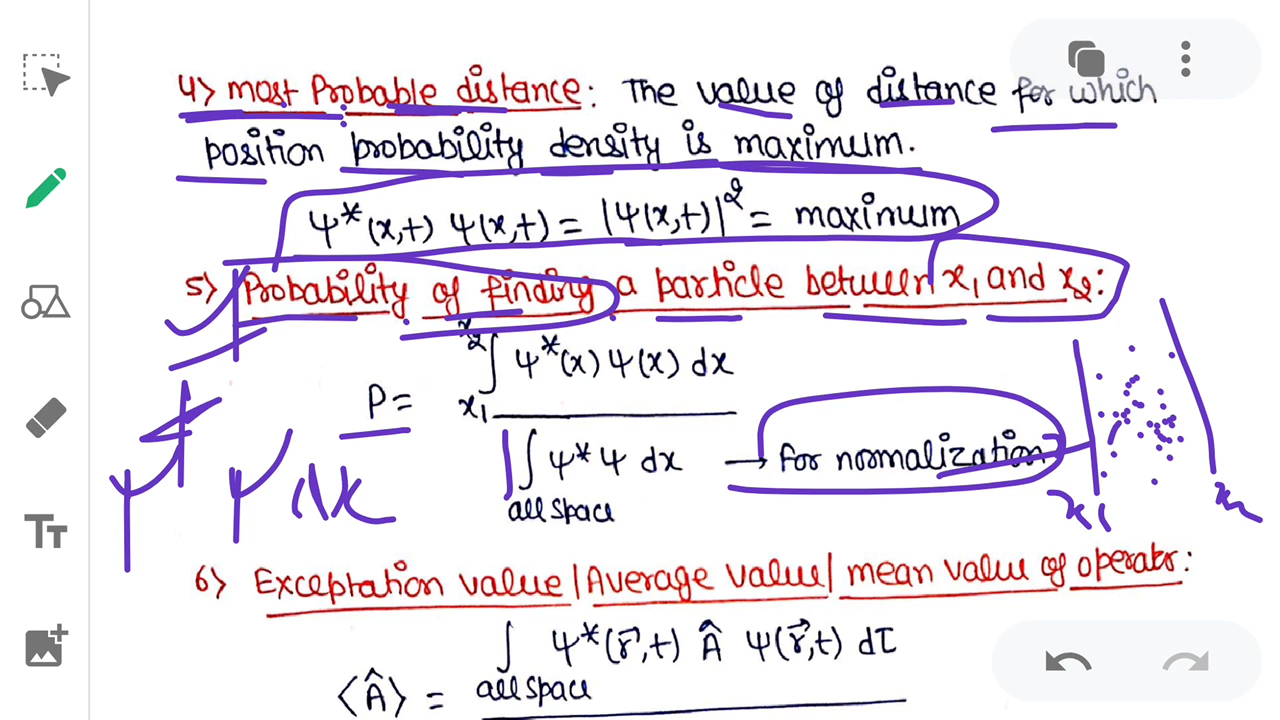 4> most Probable distance: The value of distance for which
position probability density is maximum.
ψ*(x,t) ψ(x,t) = |ψ(x,t)|² = maximum
5> Probability of finding a particle between x₁ and x₂:
x₂
∫ ψ*(x) ψ(x) dx
x₁
P =
∫ ψ* ψ dx → for normalization
all space
ψ* ψ dx
x₁ x₂
6> Exceptation value/Average value/mean value of operator:
∫ ψ*(r⃗,t) Â ψ(r⃗,t) dτ
all space
⟨Â⟩ =
TT